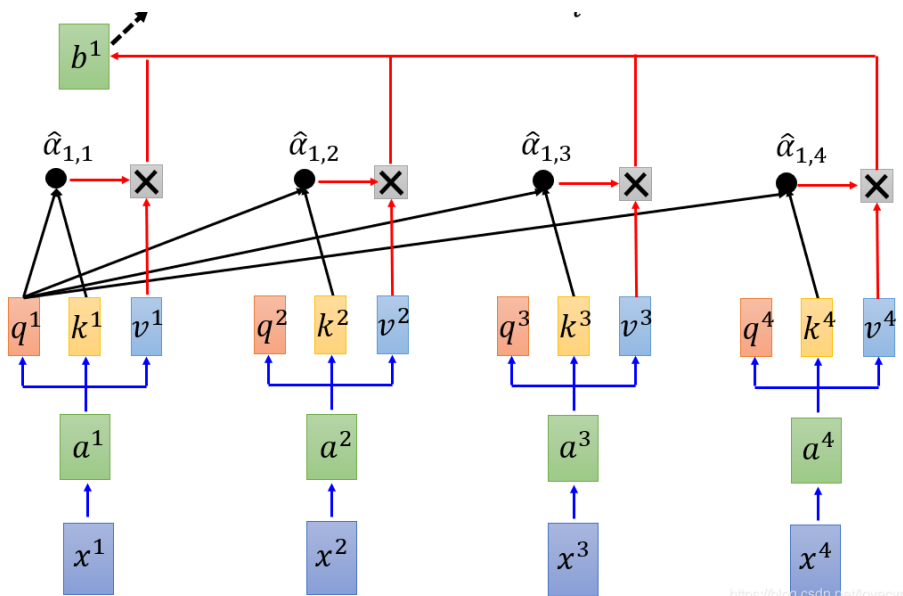 b¹
α̂₁,₁ α̂₁,₂ α̂₁,₃ α̂₁,₄
q¹ k¹ v¹ q² k² v² q³ k³ v³ q⁴ k⁴ v⁴
a¹ a² a³ a⁴
x¹ x² x³ x⁴